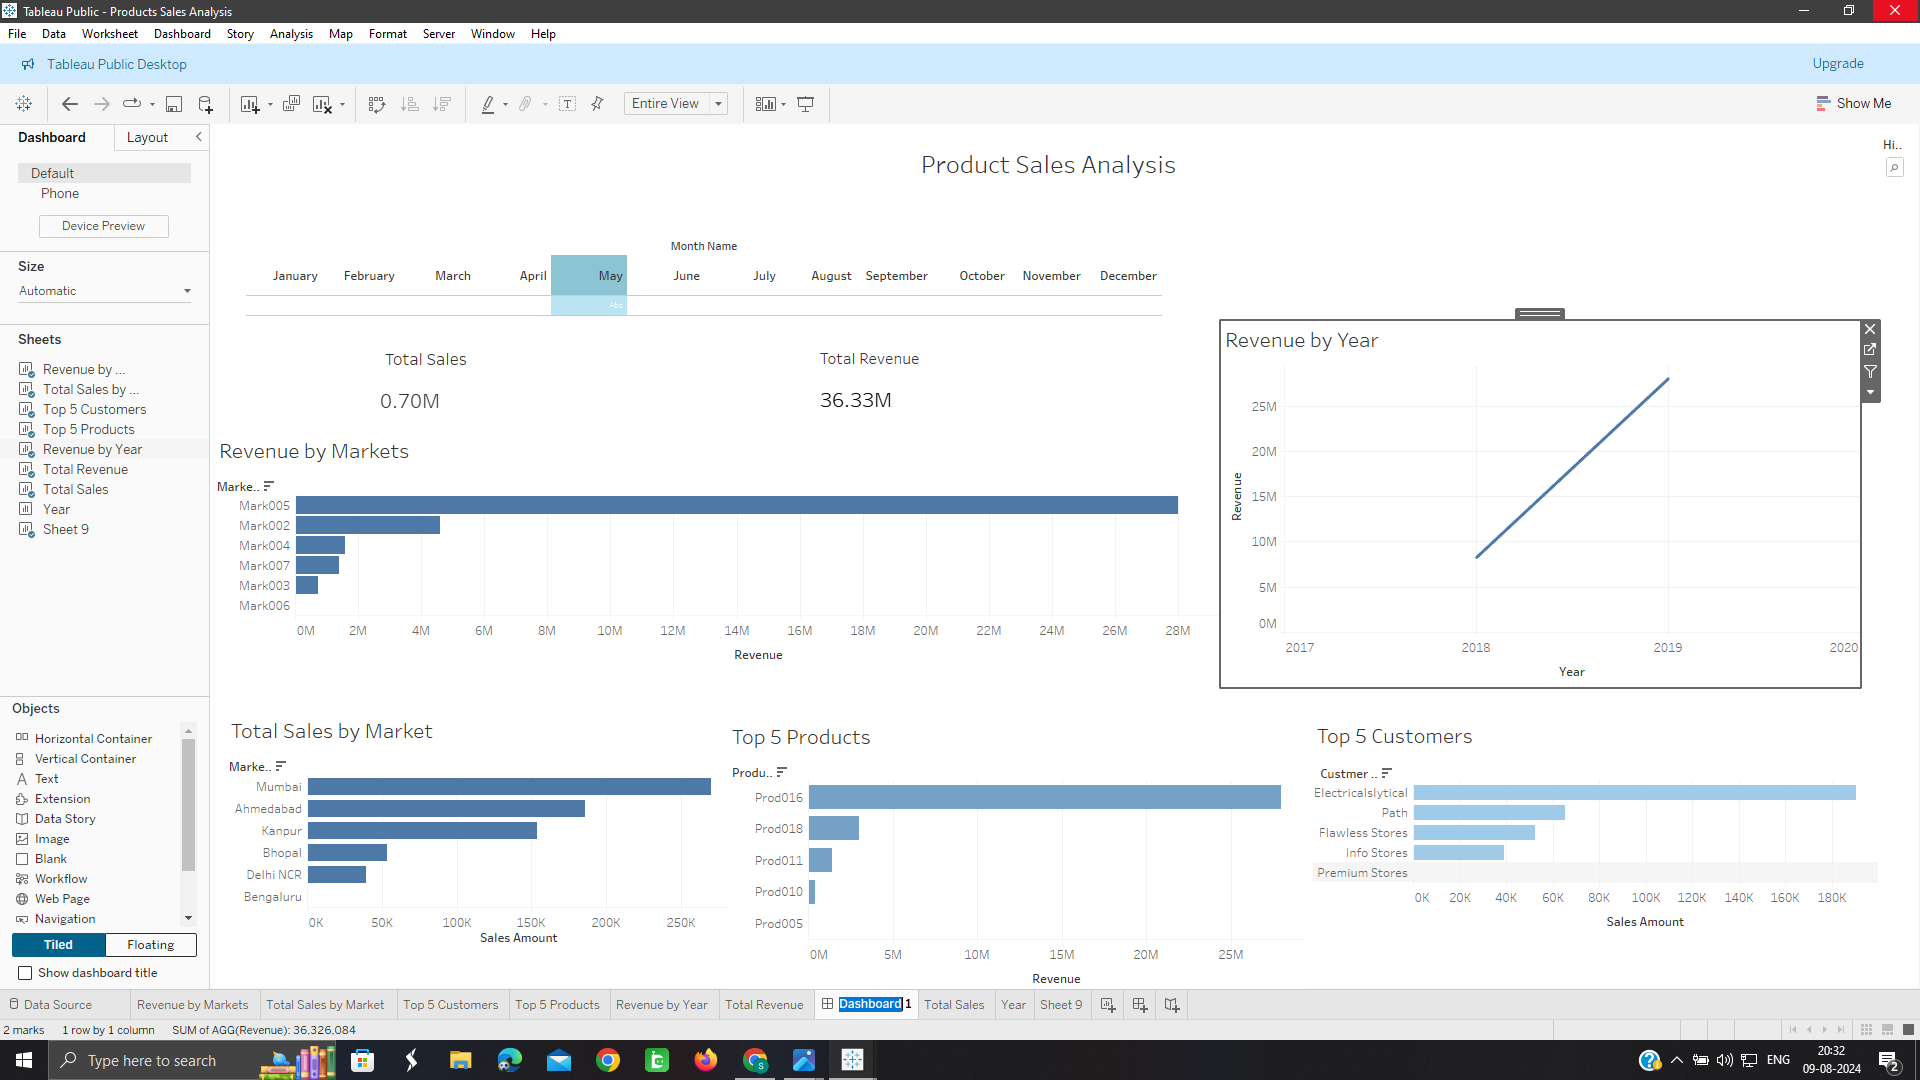 Tableau Public - Products Sales Analysis
File Data Worksheet Dashboard Story Analysis Map Format Server Window Help
Tableau Public Desktop
Upgrade
Entire View
Show Me
Dashboard
Layout
Default
Phone
Device Preview
Size
Automatic
Sheets
Revenue by ...
Total Sales by ...
Top 5 Customers
Top 5 Products
Revenue by Year
Total Revenue
Total Sales
Year
Sheet 9
Objects
Horizontal Container
Vertical Container
Text
Extension
Data Story
Image
Blank
Workflow
Web Page
Navigation
Tiled
Floating
Show dashboard title
Product Sales Analysis
Hi..
Month Name
January February March April May June July August September October November December
Abc
Total Sales
0.70M
Total Revenue
36.33M
Revenue by Markets
Marke..
Mark005
Mark002
Mark004
Mark007
Mark003
Mark006
0M 2M 4M 6M 8M 10M 12M 14M 16M 18M 20M 22M 24M 26M 28M
Revenue
Revenue by Year
25M
20M
15M
10M
5M
0M
Revenue
2017 2018 2019 2020
Year
Total Sales by Market
Marke..
Mumbai
Ahmedabad
Kanpur
Bhopal
Delhi NCR
Bengaluru
0K 50K 100K 150K 200K 250K
Sales Amount
Top 5 Products
Produ..
Prod016
Prod018
Prod011
Prod010
Prod005
0M 5M 10M 15M 20M 25M
Revenue
Top 5 Customers
Custmer ..
Electricalslytical
Path
Flawless Stores
Info Stores
Premium Stores
0K 20K 40K 60K 80K 100K 120K 140K 160K 180K
Sales Amount
Data Source Revenue by Markets Total Sales by Market Top 5 Customers Top 5 Products Revenue by Year Total Revenue Dashboard 1 Total Sales Year Sheet 9
2 marks 1 row by 1 column SUM of AGG(Revenue): 36,326,084
Type here to search
ENG
20:32
09-08-2024
2